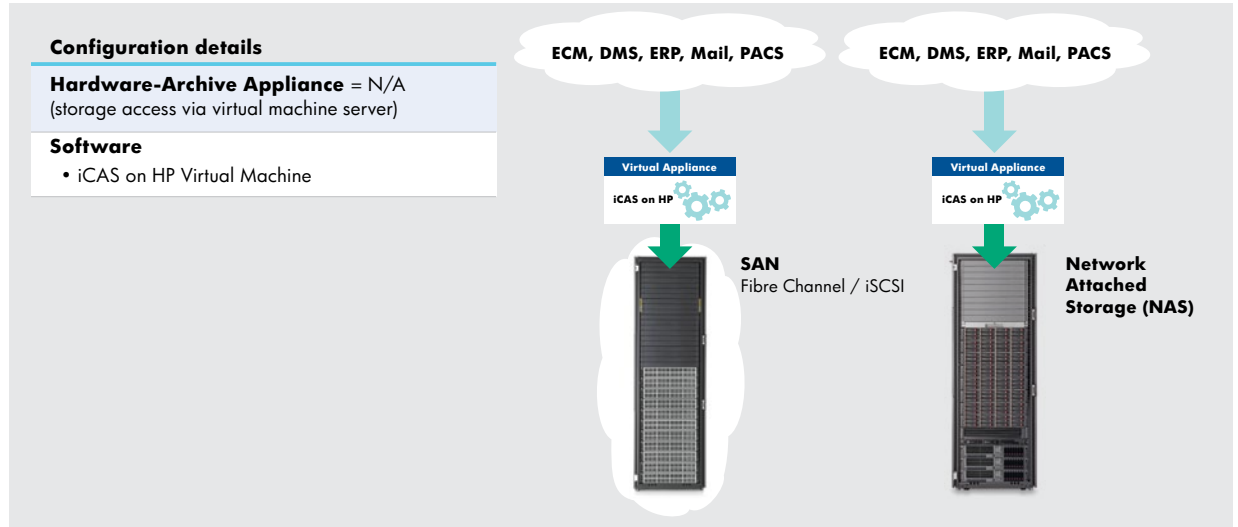 Configuration details
Hardware-Archive Appliance = N/A
(storage access via virtual machine server)
Software
• iCAS on HP Virtual Machine
ECM, DMS, ERP, Mail, PACS
Virtual Appliance
iCAS on HP
SAN
Fibre Channel / iSCSI
ECM, DMS, ERP, Mail, PACS
Virtual Appliance
iCAS on HP
Network
Attached
Storage (NAS)